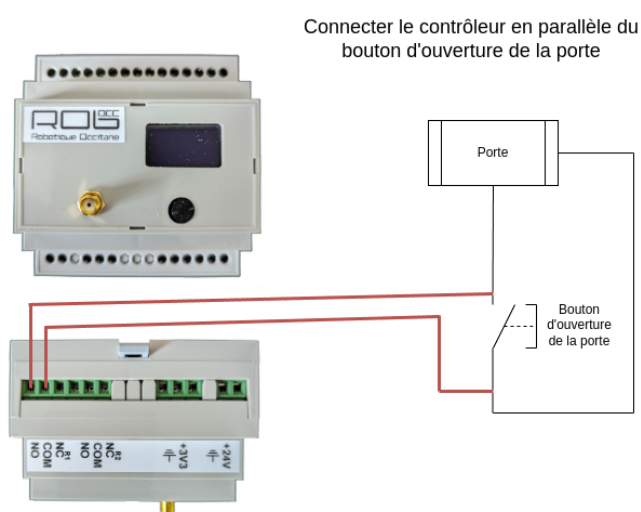 Connecter le contrôleur en parallèle du
bouton d'ouverture de la porte
ROB OCC
Robotique Occitane
Porte
Bouton
d'ouverture
de la porte
NO
COM
NC R1
NO
COM
NC R2
+3V3
+24V